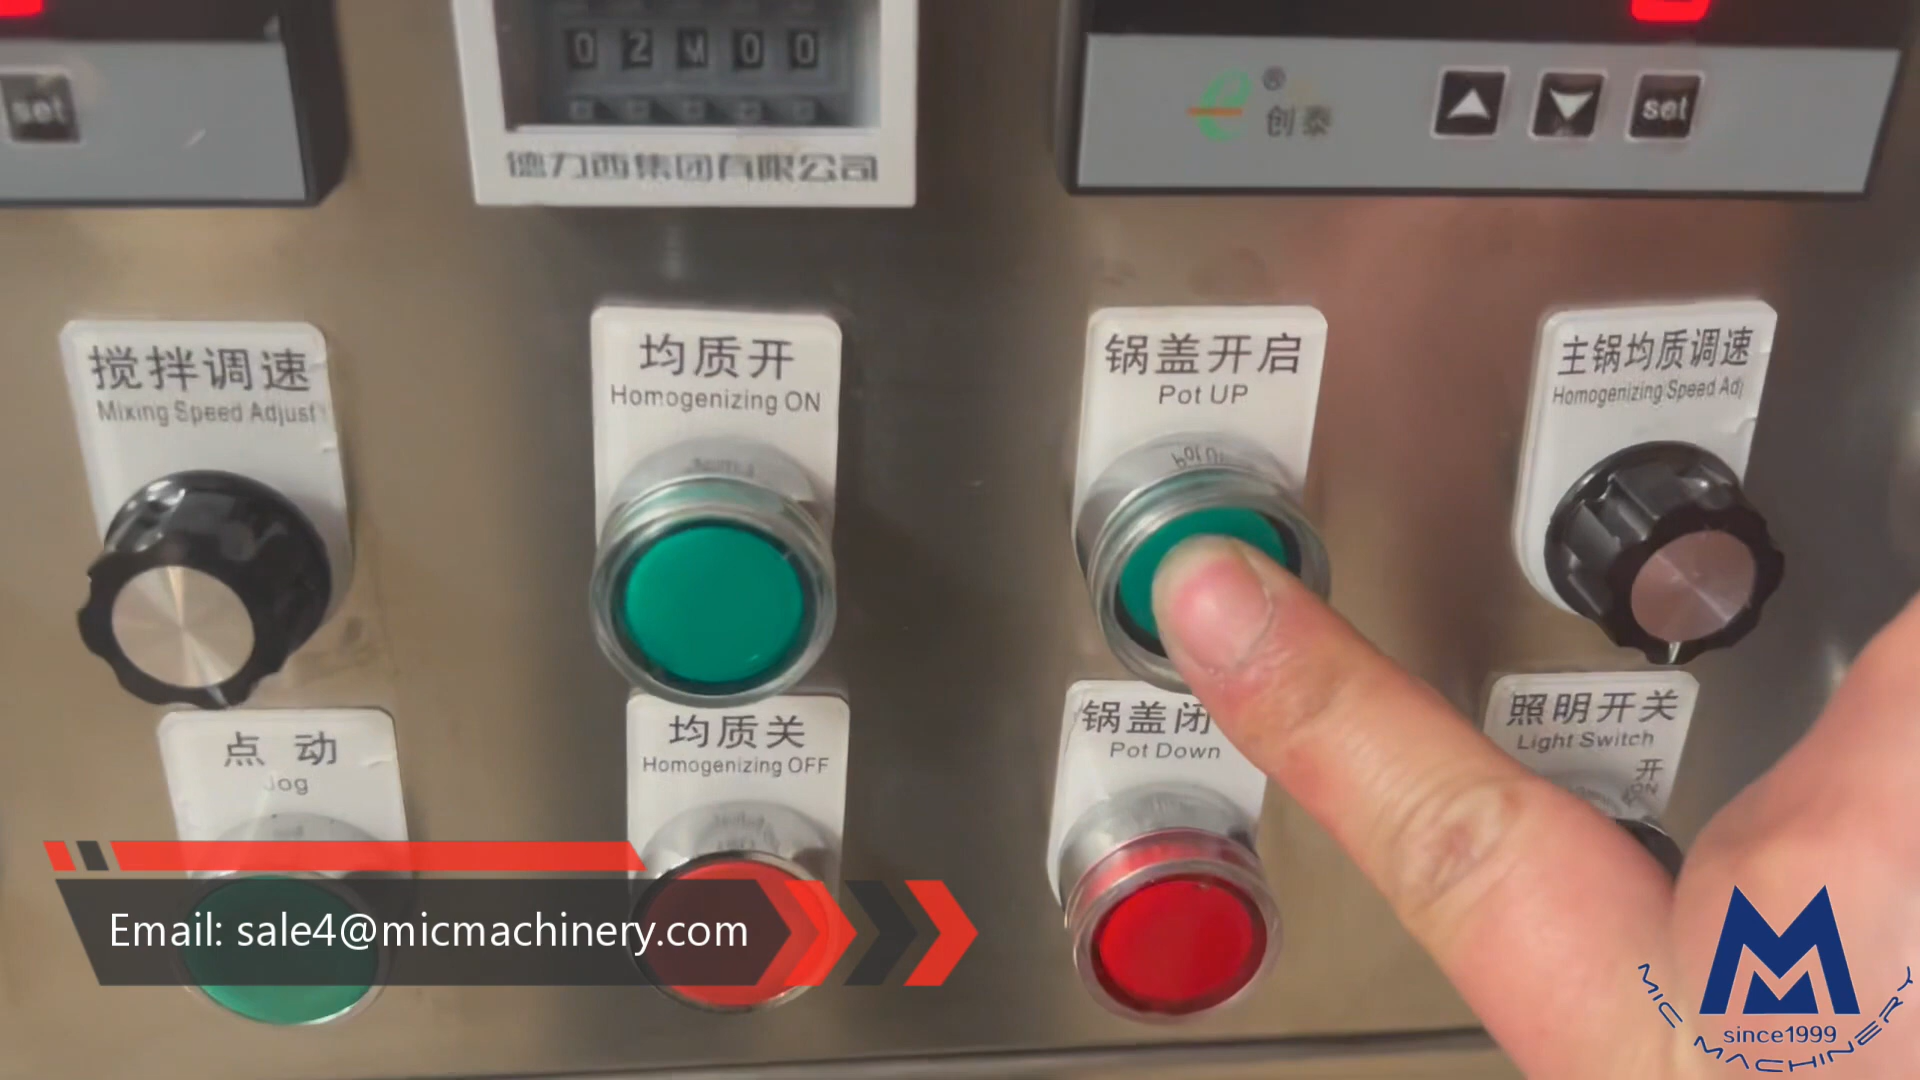 set
02M00
德力西集团有限公司
® 创泰
set
搅拌调速
Mixing Speed Adjust
均质开
Homogenizing ON
锅盖开启
Pot UP
主锅均质调速
Homogenizing Speed Adj
点 动
Jog
均质关
Homogenizing OFF
锅盖闭
Pot Down
照明开关
Light Switch
开
ON
Email: sale4@micmachinery.com
since1999
MIC MACHINERY